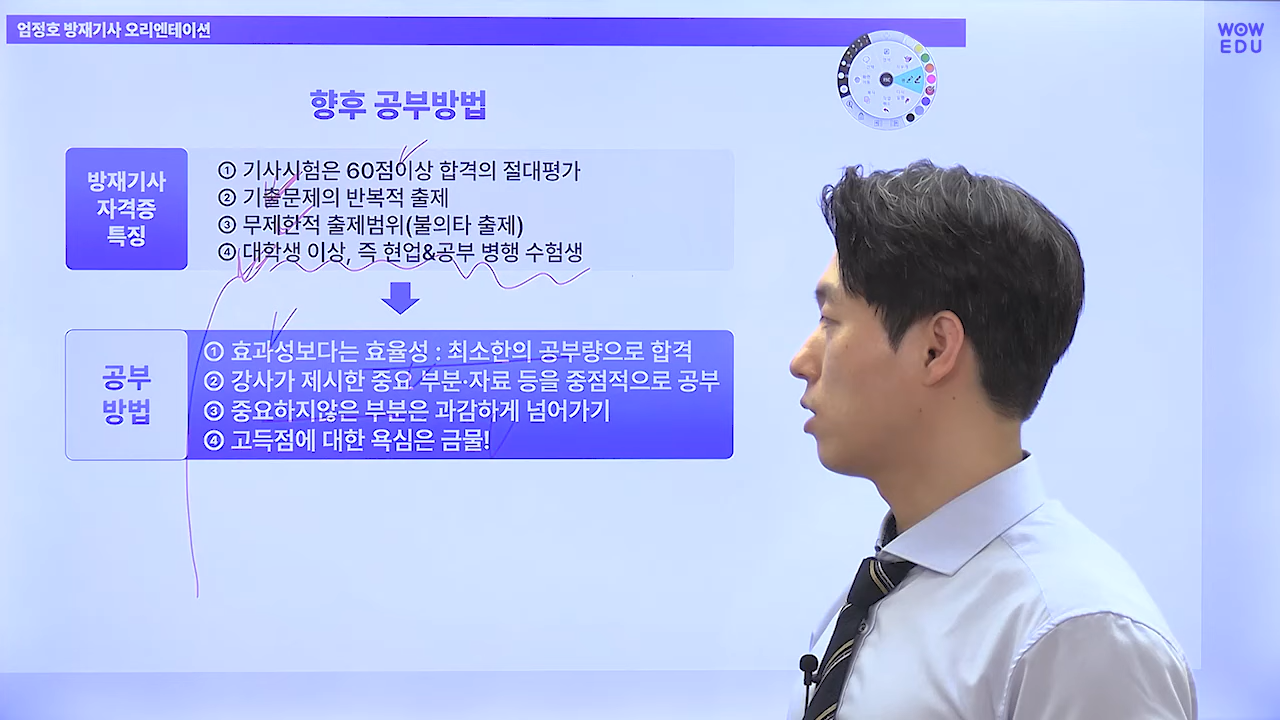 엄정호 방재기사 오리엔테이션
WOW
EDU
향후 공부방법
방재기사
자격증
특징
① 기사시험은 60점이상 합격의 절대평가
② 기출문제의 반복적 출제
③ 무제한적 출제범위(불의타 출제)
④ 대학생 이상, 즉 현업&공부 병행 수험생
공부
방법
① 효과성보다는 효율성 : 최소한의 공부량으로 합격
② 강사가 제시한 중요 부분·자료 등을 중점적으로 공부
③ 중요하지않은 부분은 과감하게 넘어가기
④ 고득점에 대한 욕심은 금물!